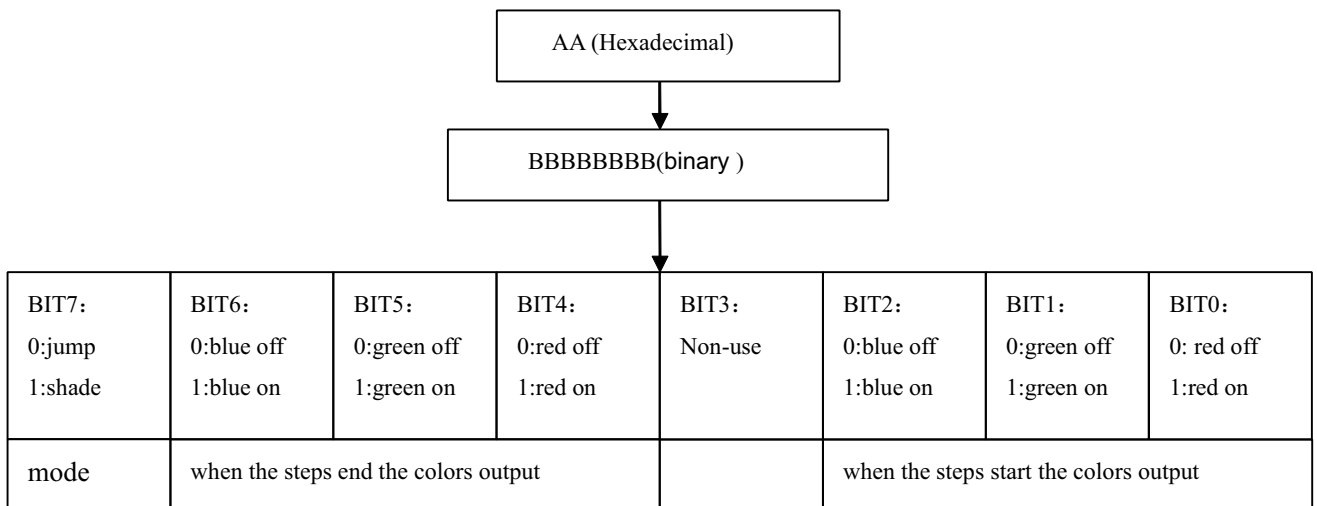 AA (Hexadecimal)
BBBBBBBB(binary )
BIT7：
0:jump
1:shade
BIT6：
0:blue off
1:blue on
BIT5：
0:green off
1:green on
BIT4：
0:red off
1:red on
BIT3：
Non-use
BIT2：
0:blue off
1:blue on
BIT1：
0:green off
1:green on
BIT0：
0: red off
1:red on
mode
when the steps end the colors output
when the steps start the colors output